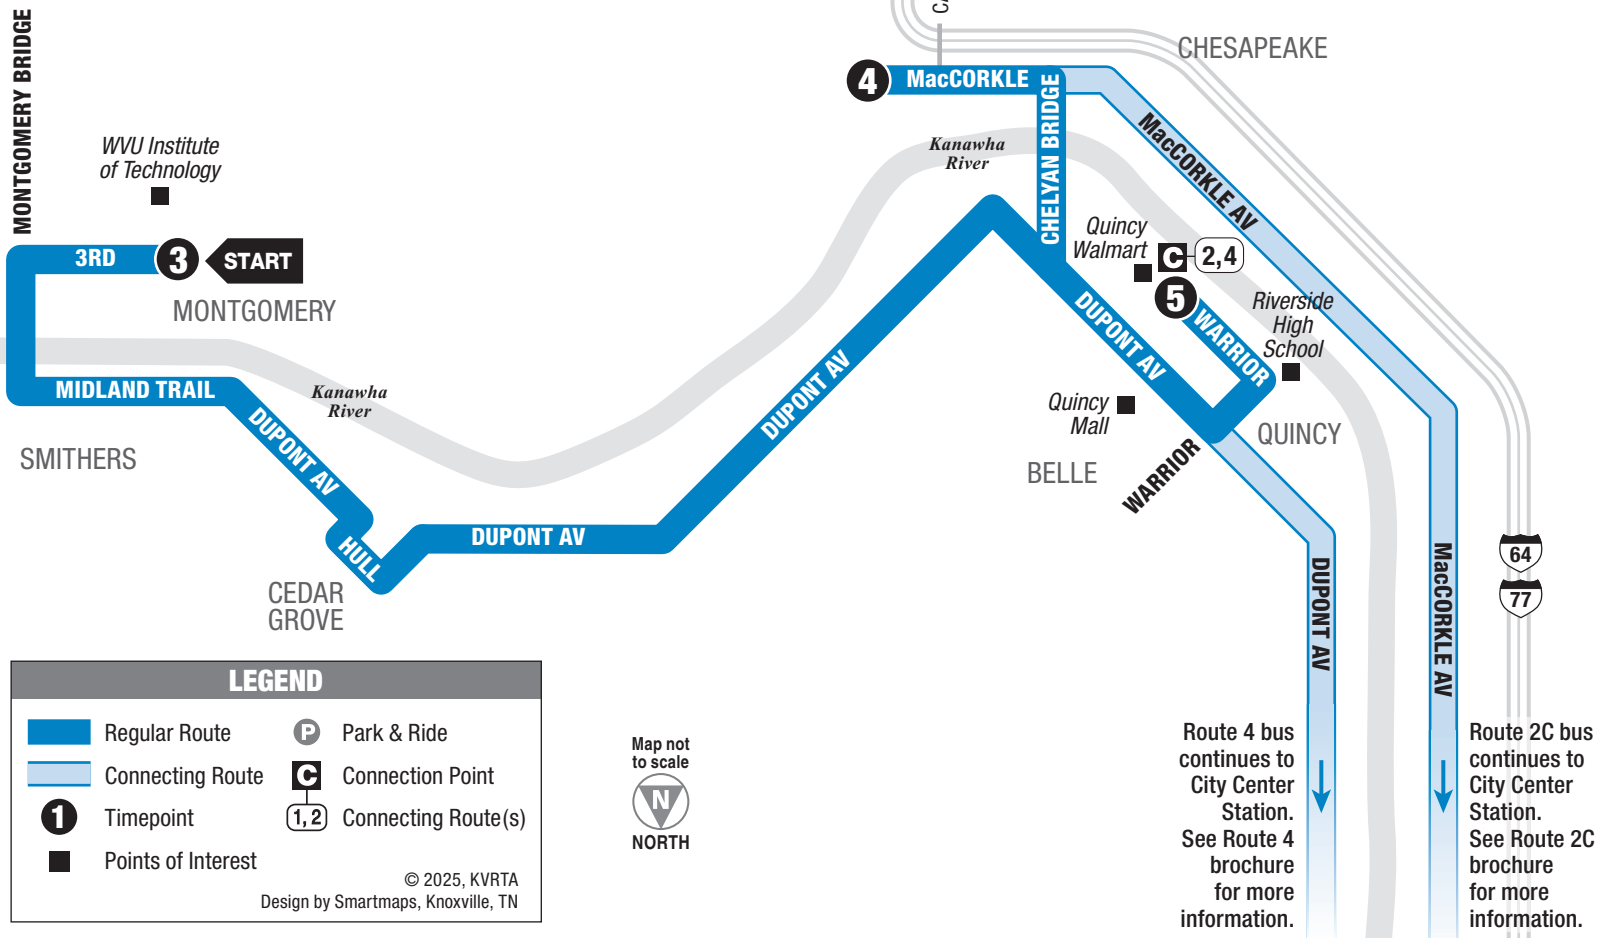 MONTGOMERY BRIDGE
WVU Institute
of Technology
3RD
3
START
MONTGOMERY
MIDLAND TRAIL
SMITHERS
DUPONT AV
Kanawha
River
HULL
CEDAR
GROVE
DUPONT AV
DUPONT AV
CHESAPEAKE
4
MacCORKLE
CHELYAN BRIDGE
Kanawha
River
MacCORKLE AV
Quincy
Walmart
C
2,4
5
WARRIOR
Riverside
High
School
DUPONT AV
Quincy
Mall
QUINCY
BELLE
WARRIOR
DUPONT AV
MacCORKLE AV
64
77
Route 4 bus
continues to
City Center
Station.
See Route 4
brochure
for more
information.
Route 2C bus
continues to
City Center
Station.
See Route 2C
brochure
for more
information.
Map not
to scale
N
NORTH
LEGEND
Regular Route
P Park & Ride
Connecting Route
C Connection Point
1 Timepoint
1,2 Connecting Route(s)
Points of Interest
© 2025, KVRTA
Design by Smartmaps, Knoxville, TN